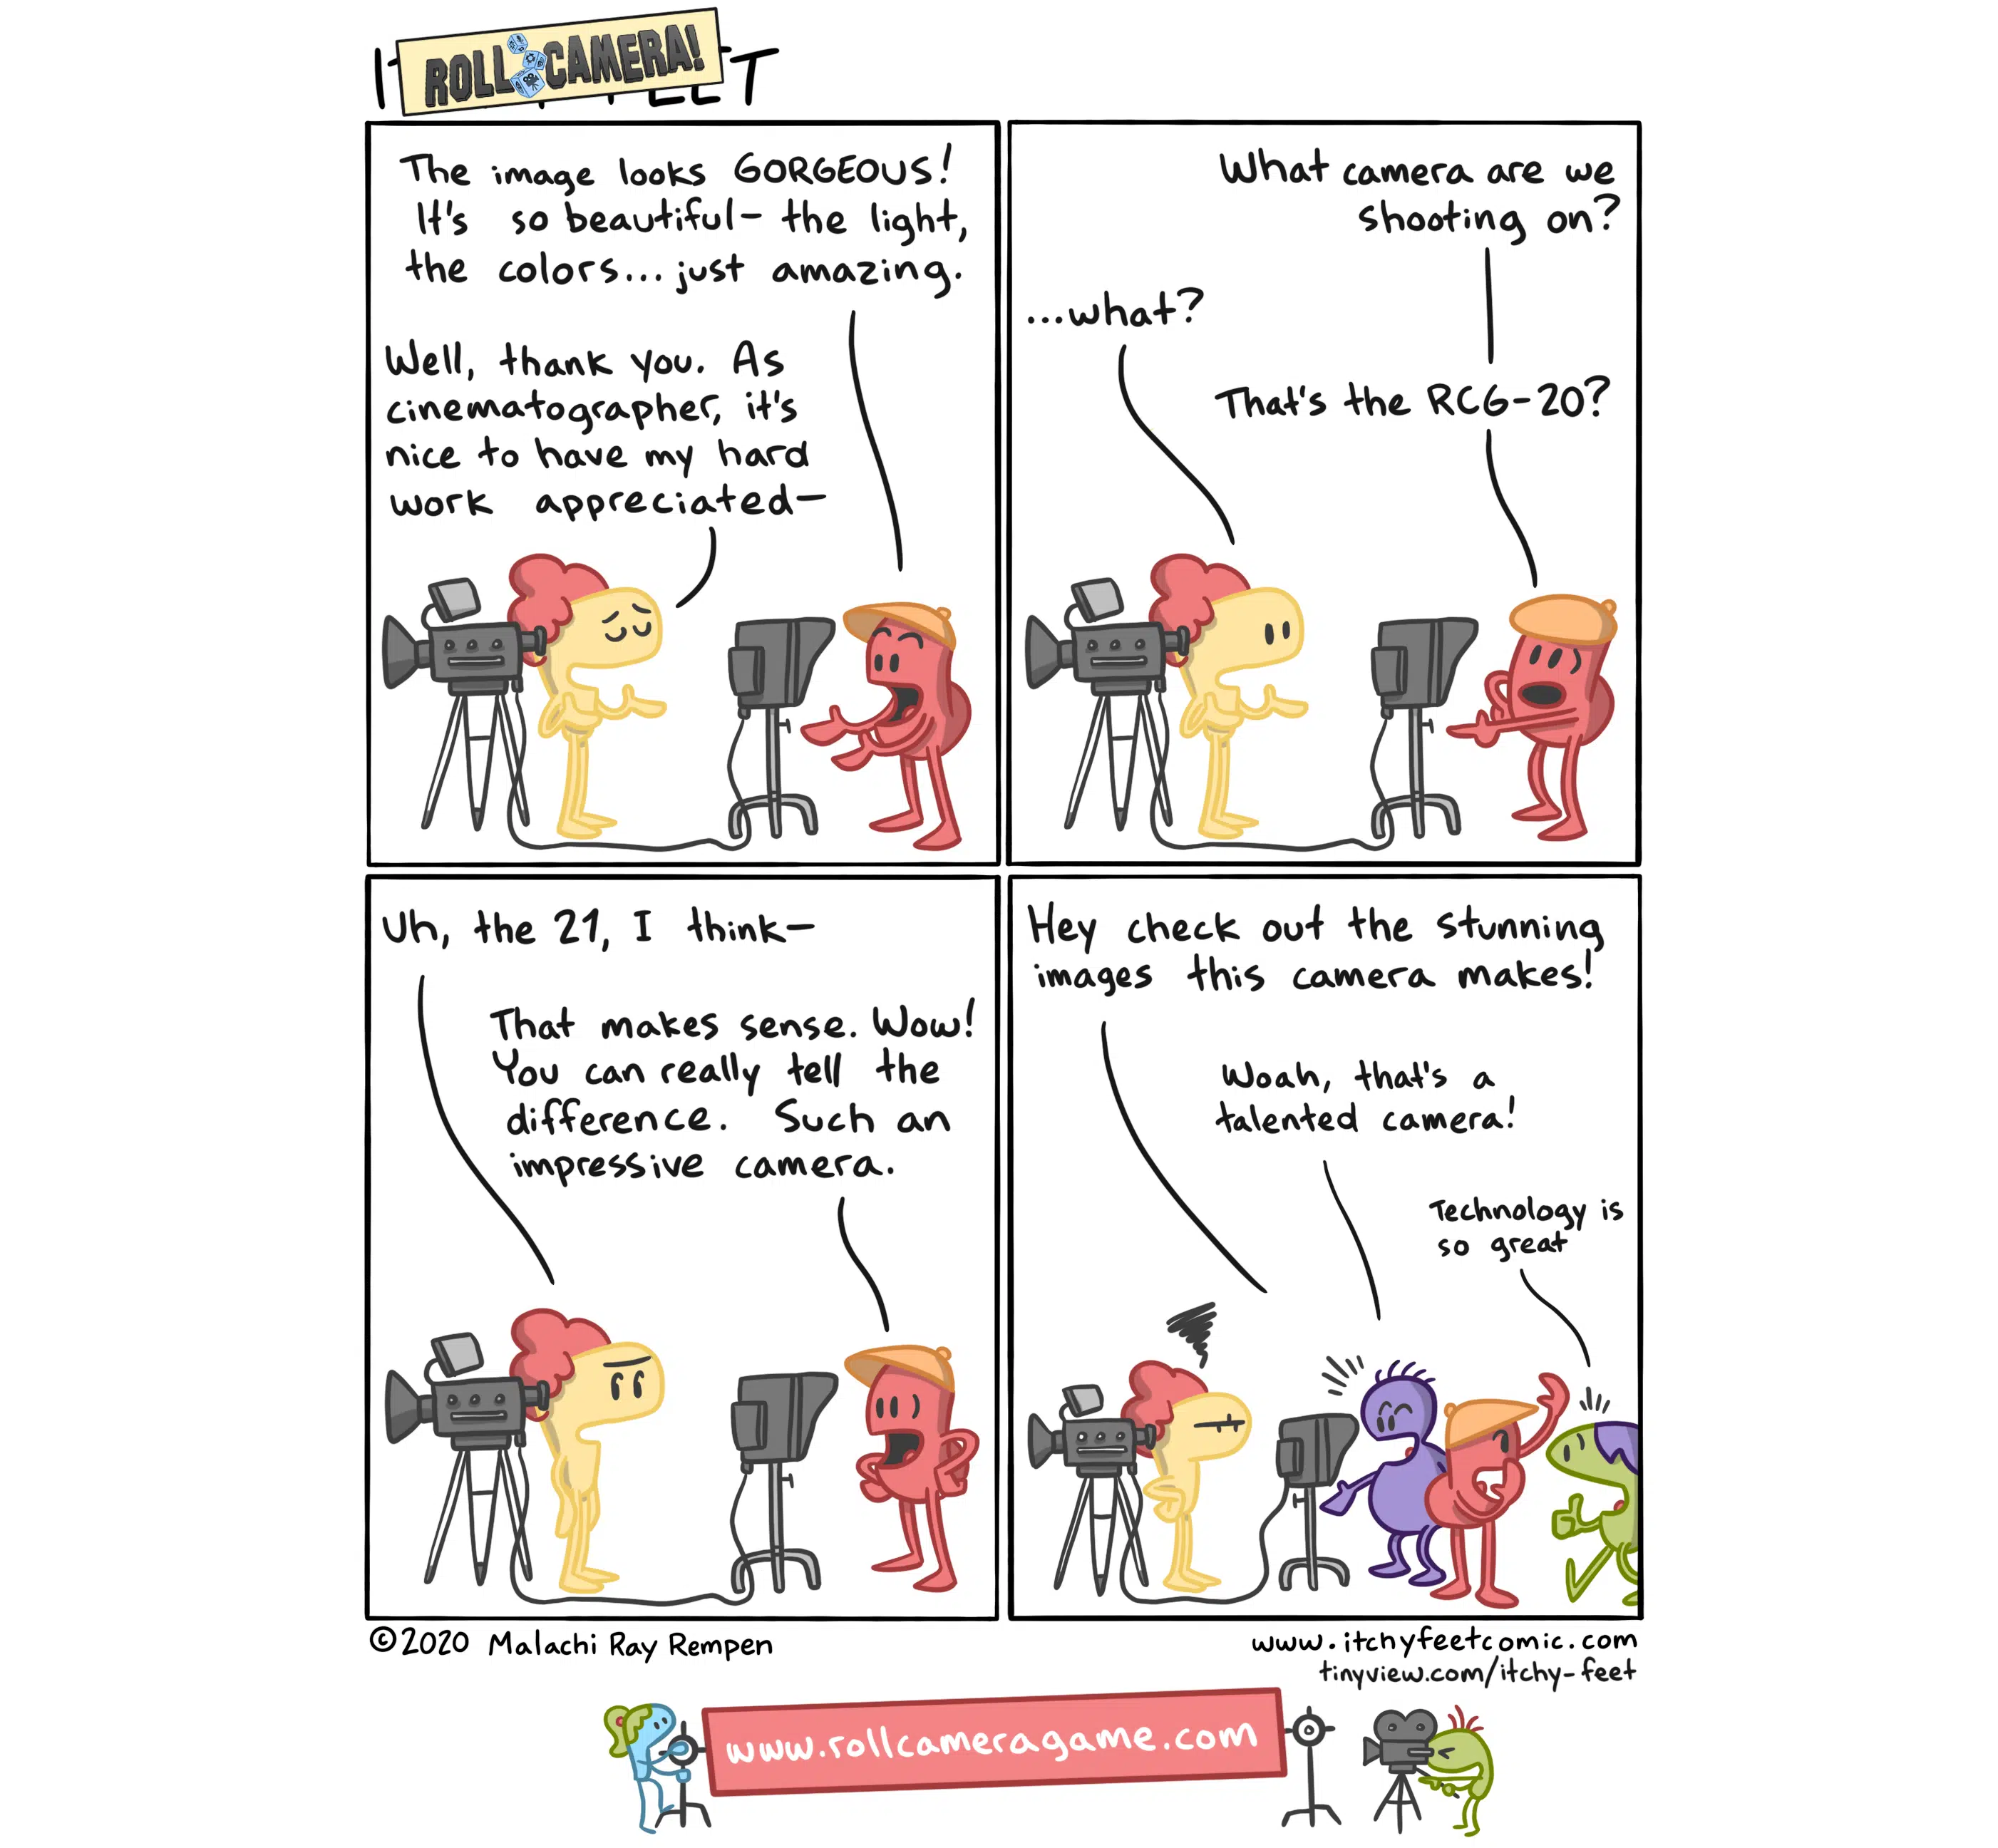 ROLL CAMERA!
The image looks GORGEOUS!
It's so beautiful- the light,
the colors... just amazing.
Well, thank you. As
cinematographer, it's
nice to have my hard
work appreciated-
What camera are we
shooting on?
...what?
That's the RCG-20?
Uh, the 21, I think-
That makes sense. Wow!
You can really tell the
difference. Such an
impressive camera.
Hey check out the stunning
images this camera makes!
Woah, that's a
talented camera!
Technology is
so great
©2020 Malachi Ray Rempen
www.itchyfeetcomic.com
tinyview.com/itchy-feet
www.rollcameragame.com